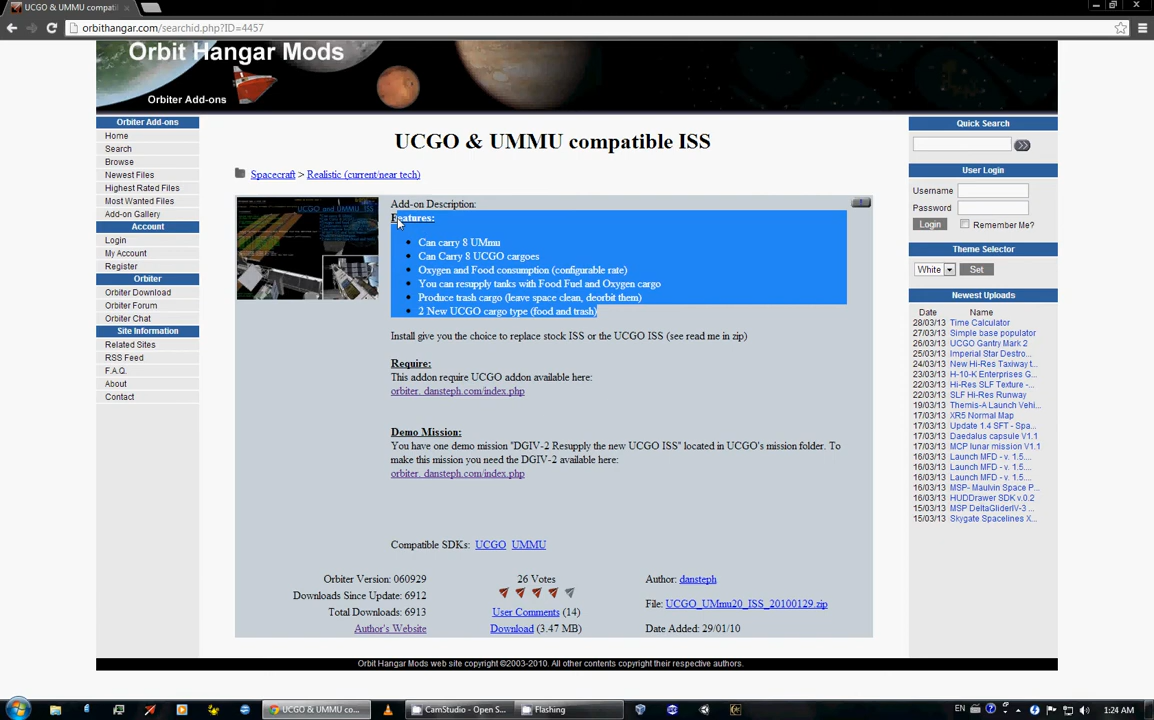 UCGO & UMMU co...
orbithangar.com/searchid.php?ID=4457
Orbit Hangar Mods
Orbiter Add-ons
Orbiter Add-ons
Home
Search
Browse
Newest Files
Highest Rated Files
Most Wanted Files
Add-on Gallery
Account
Login
My Account
Register
Orbiter
Orbiter Download
Orbiter Forum
Orbiter Chat
Site Information
Related Sites
RSS Feed
F.A.Q.
About
Contact
UCGO & UMMU compatible ISS
Spacecraft > Realistic (current/near tech)
UCGO and UMMU ISS
Add-on Description:
Features:
Can carry 8 UMmu
Can Carry 8 UCGO cargoes
Oxygen and Food consumption (configurable rate)
You can resupply tanks with Food Fuel and Oxygen cargo
Produce trash cargo (leave space clean, deorbit them)
2 New UCGO cargo type (food and trash)
Install give you the choice to replace stock ISS or the UCGO ISS (see read me in zip)
Require:
This addon require UCGO addon available here:
orbiter. dansteph.com/index.php
Demo Mission:
You have one demo mission "DGIV-2 Resupply the new UCGO ISS" located in UCGO's mission folder. To
make this mission you need the DGIV-2 available here:
orbiter. dansteph.com/index.php
Compatible SDKs: UCGO UMMU
Orbiter Version: 060929
Downloads Since Update: 6912
Total Downloads: 6913
Author's Website
26 Votes
User Comments (14)
Download (3.47 MB)
Author: dansteph
File: UCGO_UMmu20_ISS_20100129.zip
Date Added: 29/01/10
Quick Search
User Login
Username
Password
Login Remember Me?
Theme Selector
White Set
Newest Uploads
Date Name
28/03/13 Time Calculator
27/03/13 Simple base populator
26/03/13 UCGO Gantry Mark 2
25/03/13 Imperial Star Destro...
24/03/13 New Hi-Res Taxiway t...
23/03/13 H-10-K Enterprises G...
22/03/13 Hi-Res SLF Texture -...
22/03/13 SLF Hi-Res Runway
19/03/13 Themis-A Launch Vehi...
17/03/13 XR5 Normal Map
17/03/13 Update 1.4 SFT - Spa...
17/03/13 Daedalus capsule V1.1
17/03/13 MCP lunar mission V1.1
16/03/13 Launch MFD - v. 1.5....
16/03/13 Launch MFD - v. 1.5....
16/03/13 Launch MFD - v. 1.5....
16/03/13 MSP- Maulvin Space P...
16/03/13 HUDDrawer SDK v.0.2
15/03/13 MSP DeltaGliderIV-3 ...
15/03/13 Skygate Spacelines X...
Orbit Hangar Mods web site copyright ©2003-2010. All other contents copyright their respective authors.
UCGO & UMMU co...
CamStudio - Open S...
Flashing
EN
1:24 AM